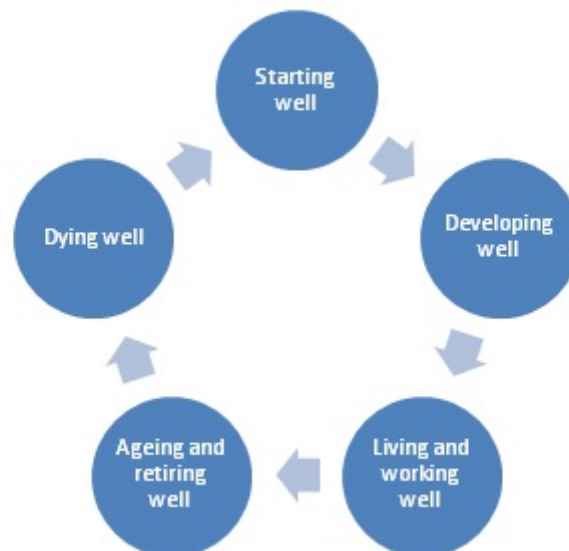 Starting
well
Developing
well
Living and
working
well
Ageing and
retiring
well
Dying well